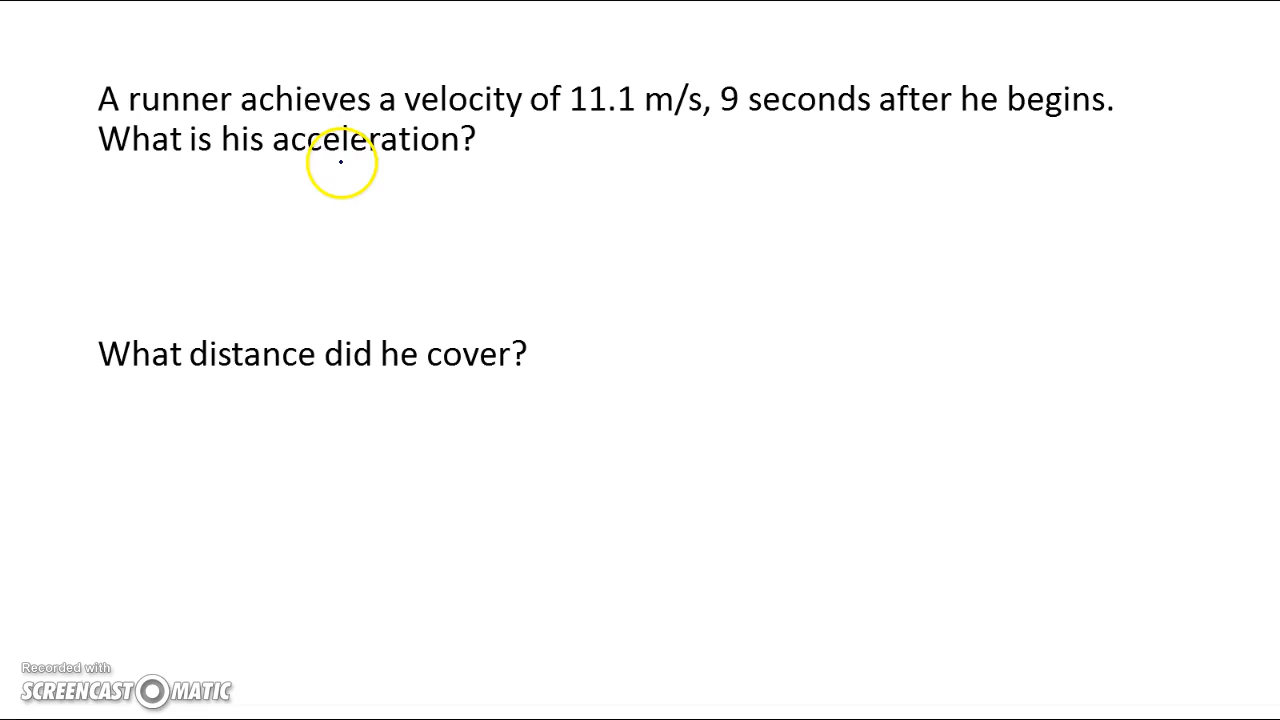 A runner achieves a velocity of 11.1 m/s, 9 seconds after he begins.
What is his acceleration?
What distance did he cover?
Recorded with
SCREENCAST MATIC